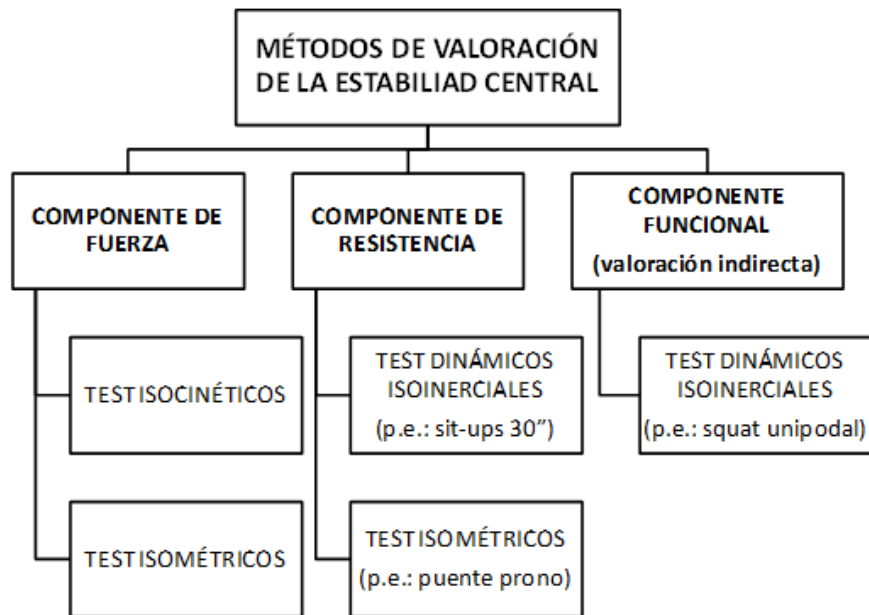 MÉTODOS DE VALORACIÓN
DE LA ESTABILIAD CENTRAL
COMPONENTE DE
FUERZA
COMPONENTE DE
RESISTENCIA
COMPONENTE
FUNCIONAL
(valoración indirecta)
TEST ISOCINÉTICOS
TEST DINÁMICOS
ISOINERCIALES
(p.e.: sit-ups 30”)
TEST DINÁMICOS
ISOINERCIALES
(p.e.: squat unipodal)
TEST ISOMÉTRICOS
TEST ISOMÉTRICOS
(p.e.: puente prono)